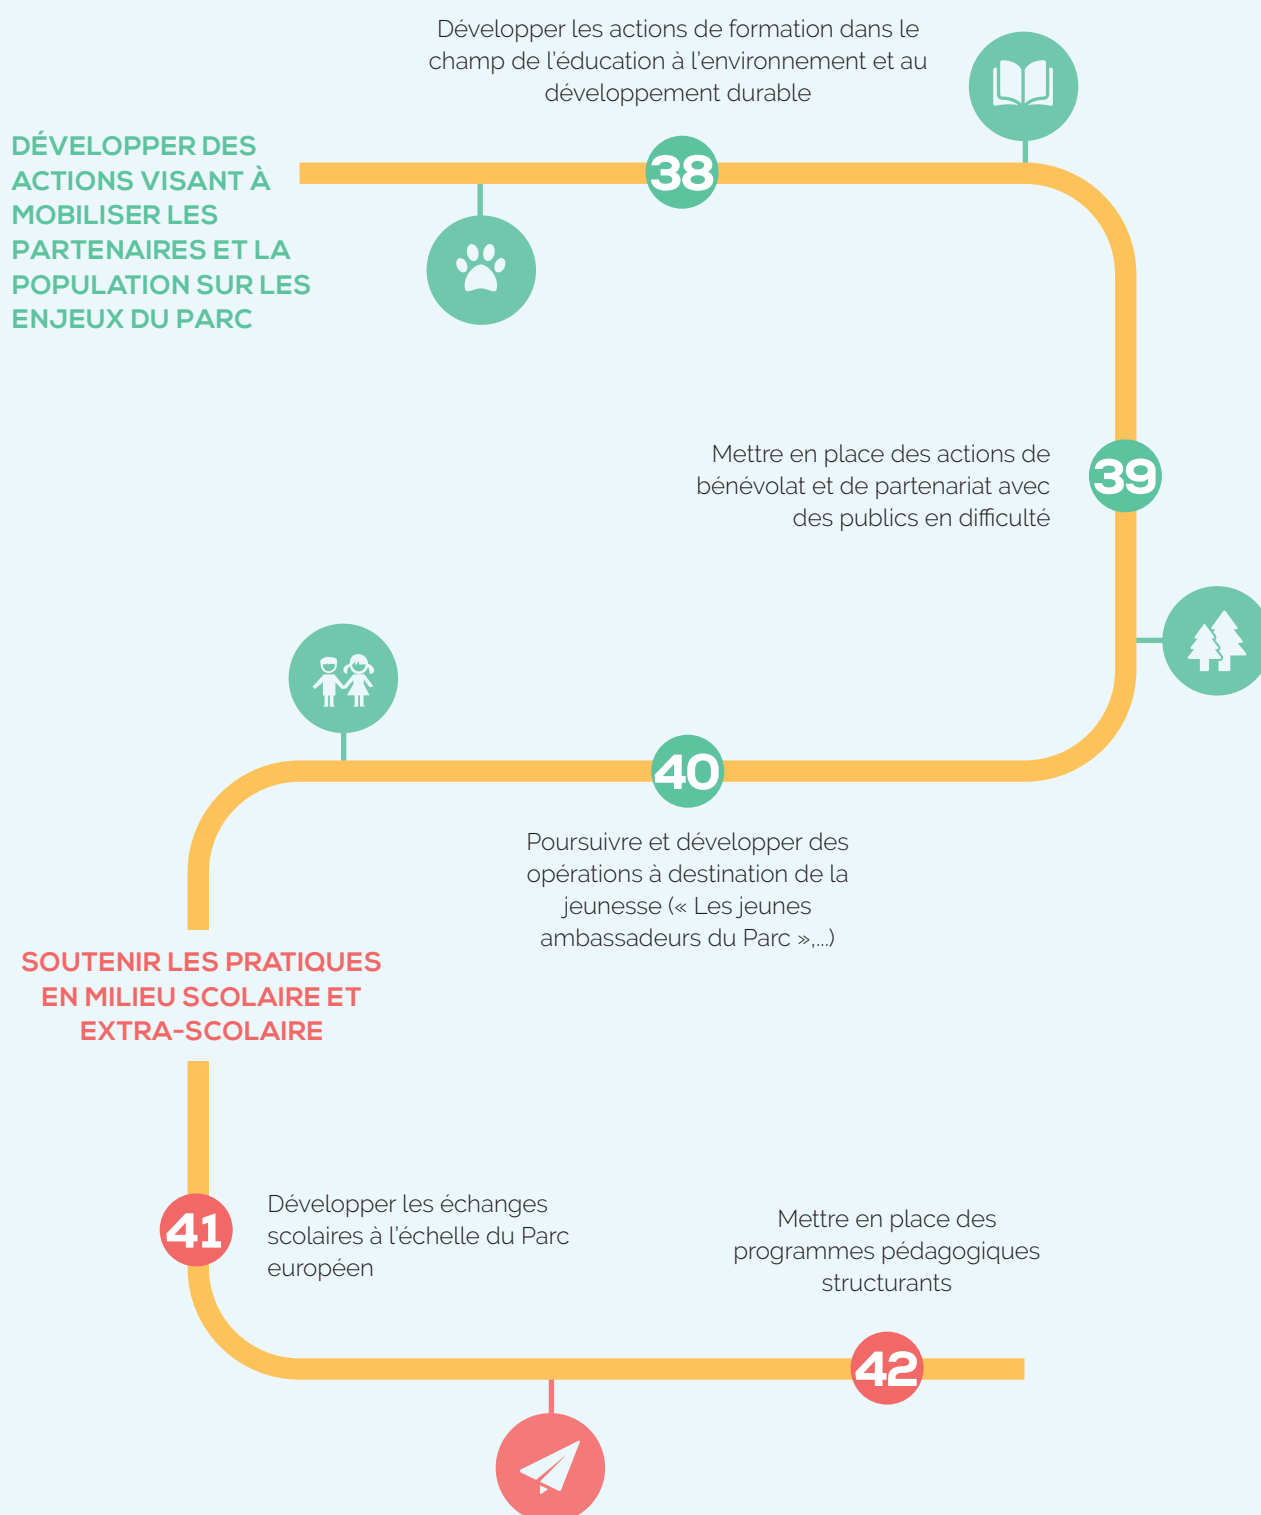 Développer les actions de formation dans le
champ de l'éducation à l'environnement et au
développement durable
DÉVELOPPER DES
ACTIONS VISANT À
MOBILISER LES
PARTENAIRES ET LA
POPULATION SUR LES
ENJEUX DU PARC
38
Mettre en place des actions de
bénévolat et de partenariat avec
des publics en difficulté
39
40
Poursuivre et développer des
opérations à destination de la
jeunesse (« Les jeunes
ambassadeurs du Parc »,...)
SOUTENIR LES PRATIQUES
EN MILIEU SCOLAIRE ET
EXTRA-SCOLAIRE
41
Développer les échanges
scolaires à l'échelle du Parc
européen
Mettre en place des
programmes pédagogiques
structurants
42